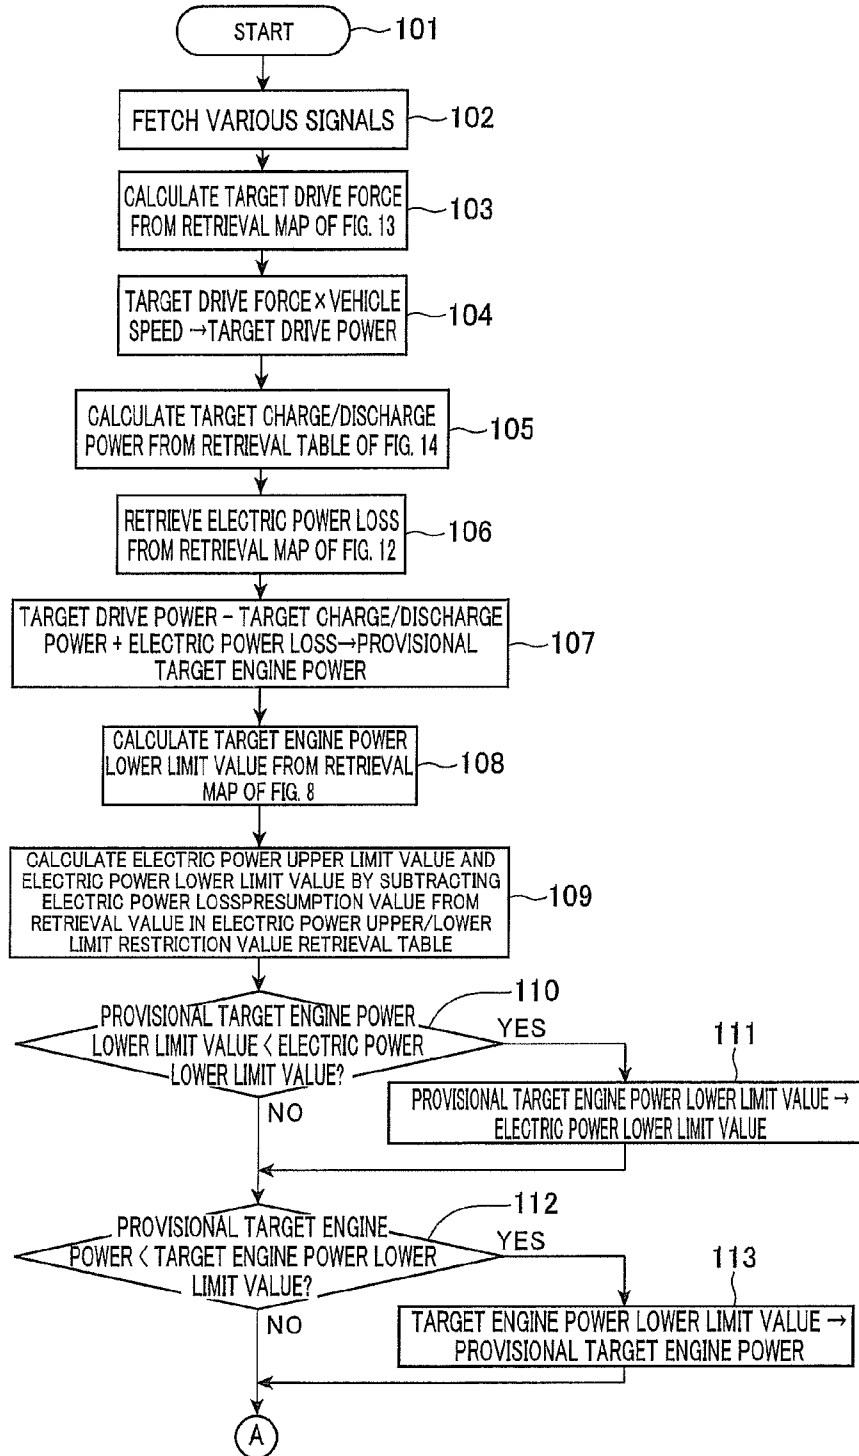 START
101
FETCH VARIOUS SIGNALS
102
CALCULATE TARGET DRIVE FORCE
FROM RETRIEVAL MAP OF FIG. 13
103
TARGET DRIVE FORCE×VEHICLE
SPEED →TARGET DRIVE POWER
104
CALCULATE TARGET CHARGE/DISCHARGE
POWER FROM RETRIEVAL TABLE OF FIG. 14
105
RETRIEVE ELECTRIC POWER LOSS
FROM RETRIEVAL MAP OF FIG. 12
106
TARGET DRIVE POWER - TARGET CHARGE/DISCHARGE
POWER + ELECTRIC POWER LOSS→PROVISIONAL
TARGET ENGINE POWER
107
CALCULATE TARGET ENGINE POWER
LOWER LIMIT VALUE FROM RETRIEVAL
MAP OF FIG. 8
108
CALCULATE ELECTRIC POWER UPPER LIMIT VALUE AND
ELECTRIC POWER LOWER LIMIT VALUE BY SUBTRACTING
ELECTRIC POWER LOSSPRESUMPTION VALUE FROM
RETRIEVAL VALUE IN ELECTRIC POWER UPPER/LOWER
LIMIT RESTRICTION VALUE RETRIEVAL TABLE
109
110
PROVISIONAL TARGET ENGINE POWER
LOWER LIMIT VALUE < ELECTRIC POWER
LOWER LIMIT VALUE?
YES
NO
111
PROVISIONAL TARGET ENGINE POWER LOWER LIMIT VALUE →
ELECTRIC POWER LOWER LIMIT VALUE
112
PROVISIONAL TARGET ENGINE
POWER < TARGET ENGINE POWER LOWER
LIMIT VALUE?
YES
NO
113
TARGET ENGINE POWER LOWER LIMIT VALUE →
PROVISIONAL TARGET ENGINE POWER
A